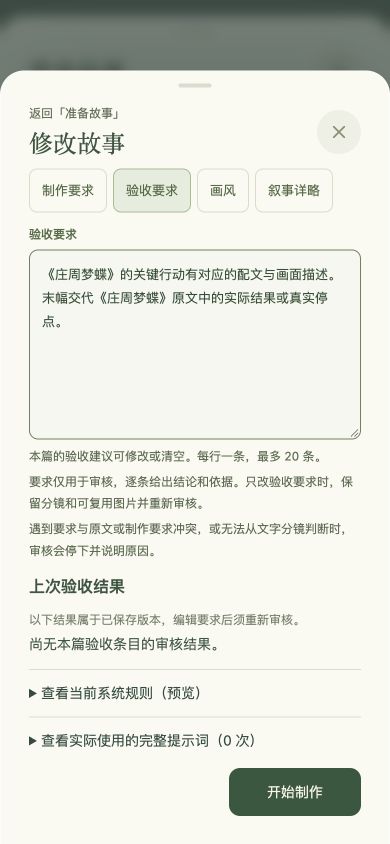 返回「准备故事」
修改故事
制作要求
验收要求
画风
叙事详略
验收要求
《庄周梦蝶》的关键行动有对应的配文与画面描述。
末幅交代《庄周梦蝶》原文中的实际结果或真实停
点。
本篇的验收建议可修改或清空。每行一条，最多 20 条。
要求仅用于审核，逐条给出结论和依据。只改验收要求时，保
留分镜和可复用图片并重新审核。
遇到要求与原文或制作要求冲突，或无法从文字分镜判断时，
审核会停下并说明原因。
上次验收结果
以下结果属于已保存版本，编辑要求后须重新审核。
尚无本篇验收条目的审核结果。
查看当前系统规则（预览）
查看实际使用的完整提示词（0 次）
开始制作